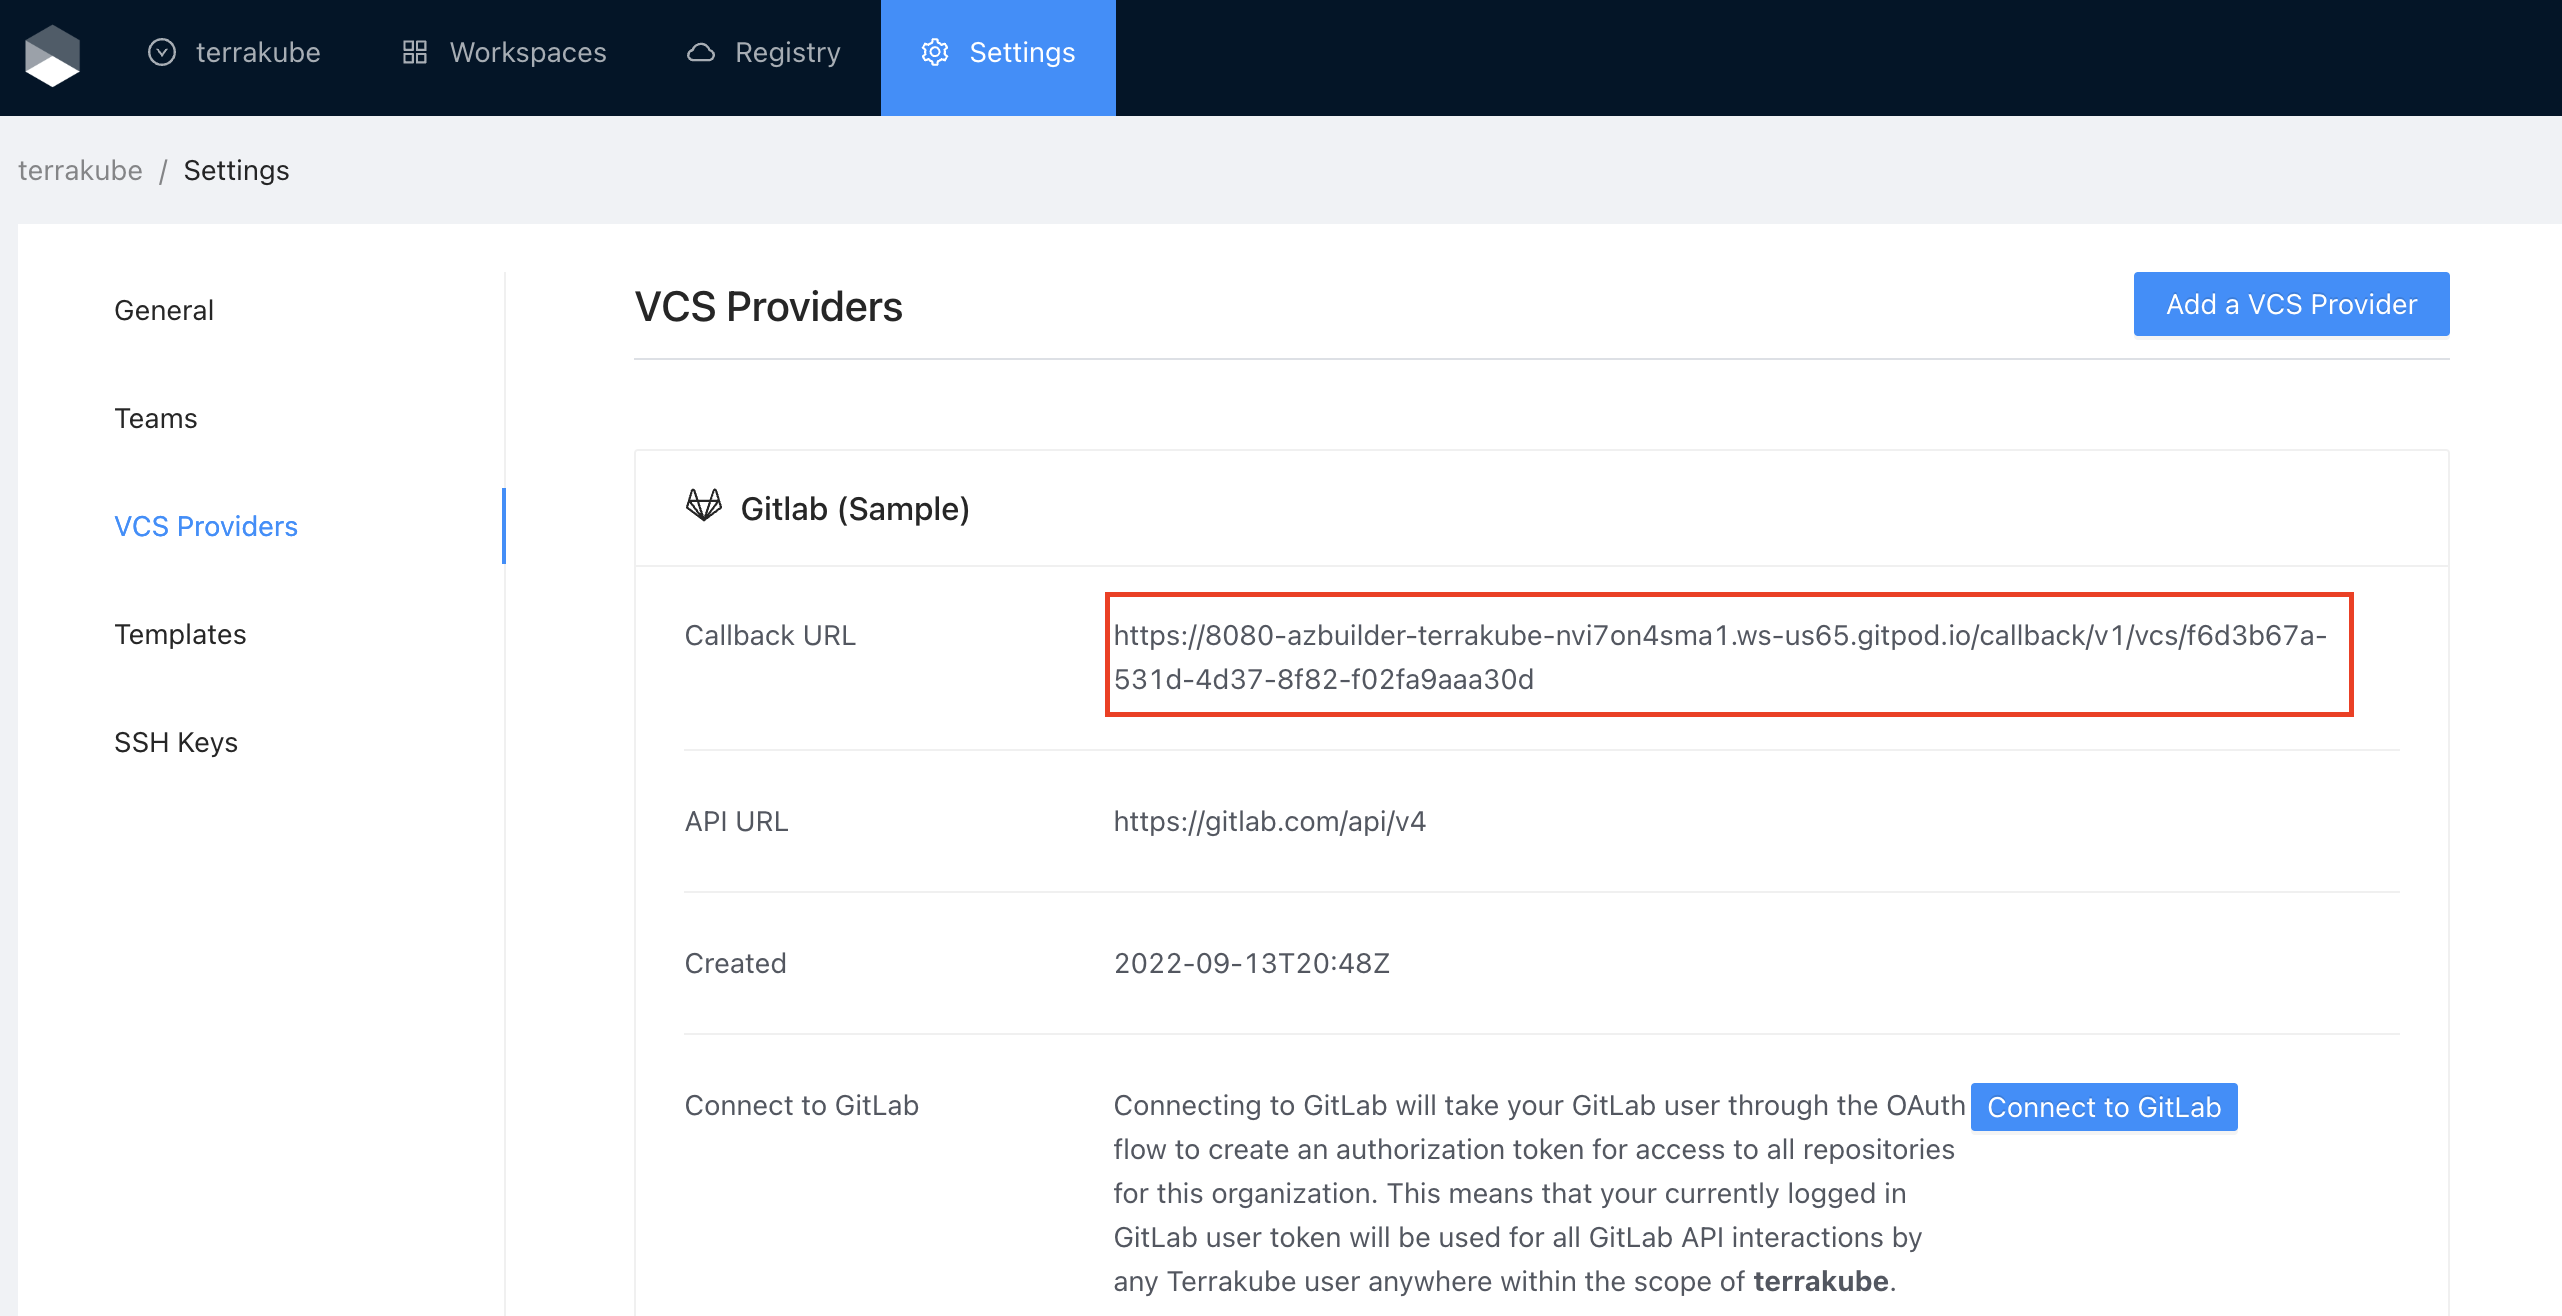 terrakube
Workspaces
Registry
Settings
terrakube / Settings
General
Teams
VCS Providers
Templates
SSH Keys
VCS Providers
Add a VCS Provider
Gitlab (Sample)
Callback URL
https://8080-azbuilder-terrakube-nvi7on4sma1.ws-us65.gitpod.io/callback/v1/vcs/f6d3b67a-
531d-4d37-8f82-f02fa9aaa30d
API URL
https://gitlab.com/api/v4
Created
2022-09-13T20:48Z
Connect to GitLab
Connecting to GitLab will take your GitLab user through the OAuth
flow to create an authorization token for access to all repositories
for this organization. This means that your currently logged in
GitLab user token will be used for all GitLab API interactions by
any Terrakube user anywhere within the scope of terrakube.
Connect to GitLab